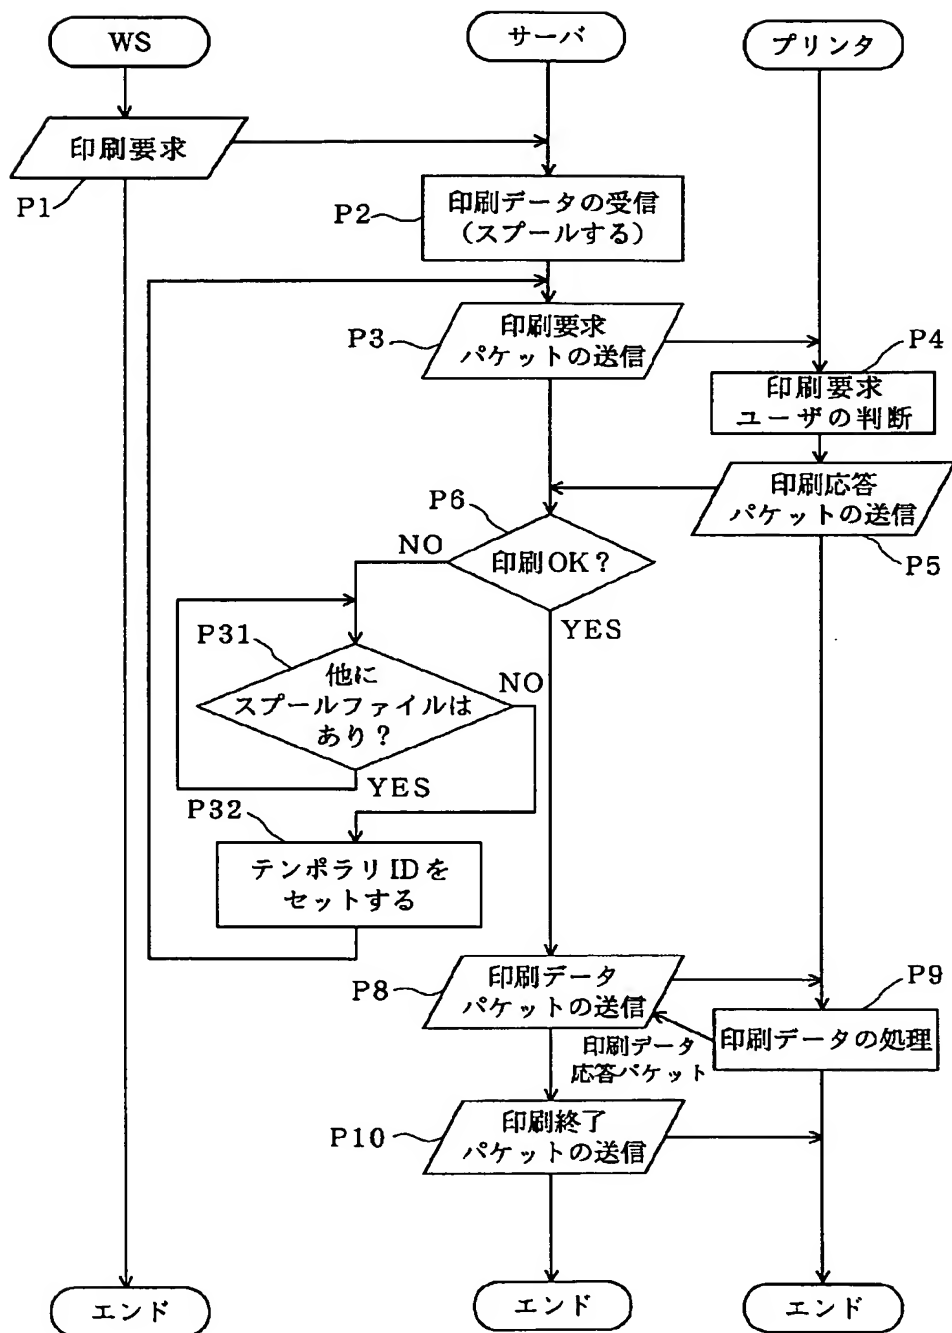 WS
サーバ
プリンタ
印刷要求
P1
P2
印刷データの受信
(スプールする)
P3
印刷要求
パケットの送信
P4
印刷要求
ユーザの判断
印刷応答
パケットの送信
P5
P6
NO
印刷OK?
YES
P31
他に
スプールファイルは
あり?
NO
YES
P32
テンポラリIDを
セットする
P8
印刷データ
パケットの送信
P9
印刷データの処理
印刷データ
応答パケット
P10
印刷終了
パケットの送信
エンド
エンド
エンド